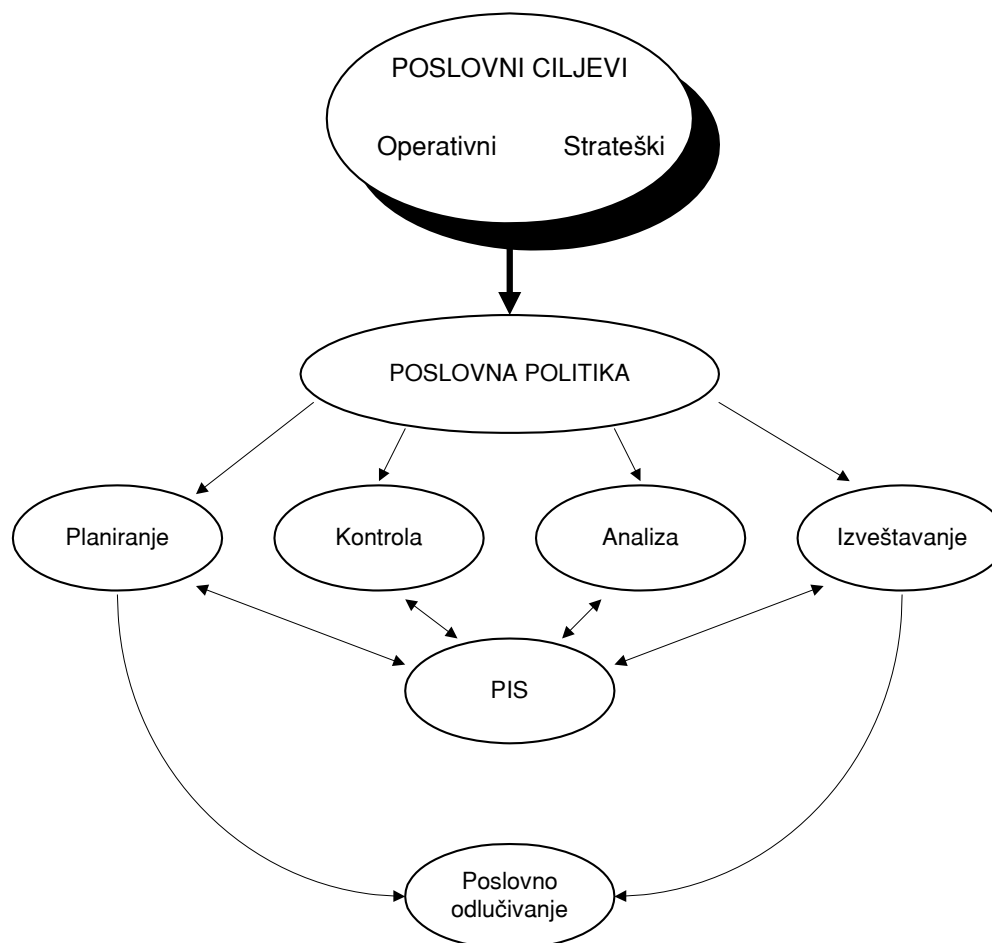 POSLOVNI CILJEVI
Operativni Strateški
POSLOVNA POLITIKA
Planiranje
Kontrola
Analiza
Izveštavanje
PIS
Poslovno
odlučivanje